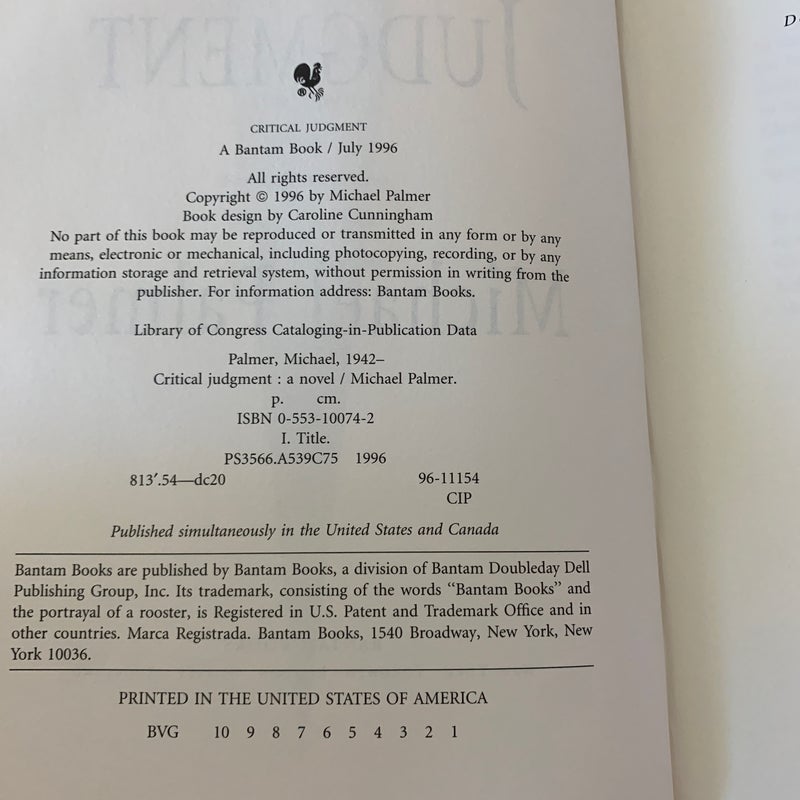 JUDGMENT
CRITICAL JUDGMENT
A Bantam Book / July 1996
All rights reserved.
Copyright © 1996 by Michael Palmer
Book design by Caroline Cunningham
No part of this book may be reproduced or transmitted in any form or by any
means, electronic or mechanical, including photocopying, recording, or by any
information storage and retrieval system, without permission in writing from the
publisher. For information address: Bantam Books.
Michael Palmer
Library of Congress Cataloging-in-Publication Data
Palmer, Michael, 1942–
Critical judgment : a novel / Michael Palmer.
p. cm.
ISBN 0-553-10074-2
I. Title.
PS3566.A539C75 1996
813′.54—dc20 96-11154
CIP
Published simultaneously in the United States and Canada
Bantam Books are published by Bantam Books, a division of Bantam Doubleday Dell
Publishing Group, Inc. Its trademark, consisting of the words “Bantam Books” and
the portrayal of a rooster, is Registered in U.S. Patent and Trademark Office and in
other countries. Marca Registrada. Bantam Books, 1540 Broadway, New York, New
York 10036.
PRINTED IN THE UNITED STATES OF AMERICA
BVG 10 9 8 7 6 5 4 3 2 1